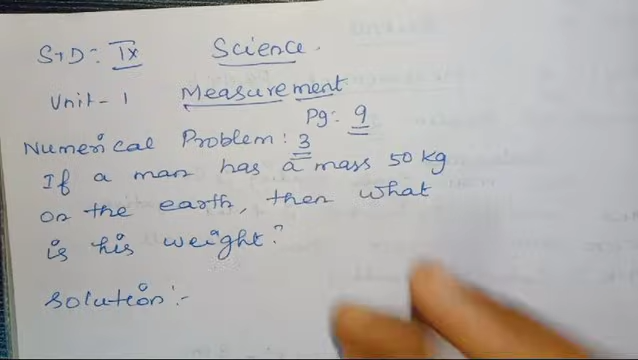 STD: IX Science.
Unit-1 Measurement
Pg: 9
Numerical Problem: 3
If a man has a mass 50 kg
on the earth, then what
is his weight?
Solution:-